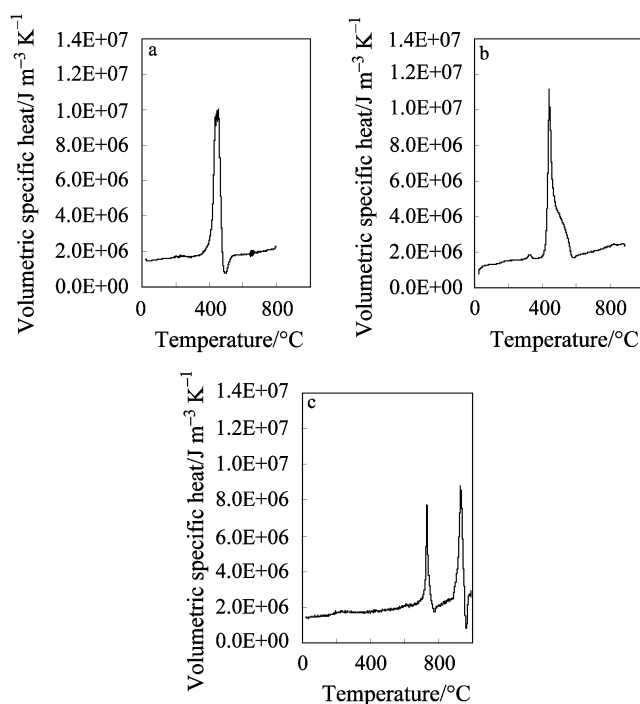 Volumetric specific heat/J m⁻³ K⁻¹
1.4E+07
1.2E+07
1.0E+07
8.0E+06
6.0E+06
4.0E+06
2.0E+06
0.0E+00
a
0 400 800
Temperature/°C
Volumetric specific heat/J m⁻³ K⁻¹
1.4E+07
1.2E+07
1.0E+07
8.0E+06
6.0E+06
4.0E+06
2.0E+06
0.0E+00
b
0 400 800
Temperature/°C
Volumetric specific heat/J m⁻³ K⁻¹
1.4E+07
1.2E+07
1.0E+07
8.0E+06
6.0E+06
4.0E+06
2.0E+06
0.0E+00
c
0 400 800
Temperature/°C